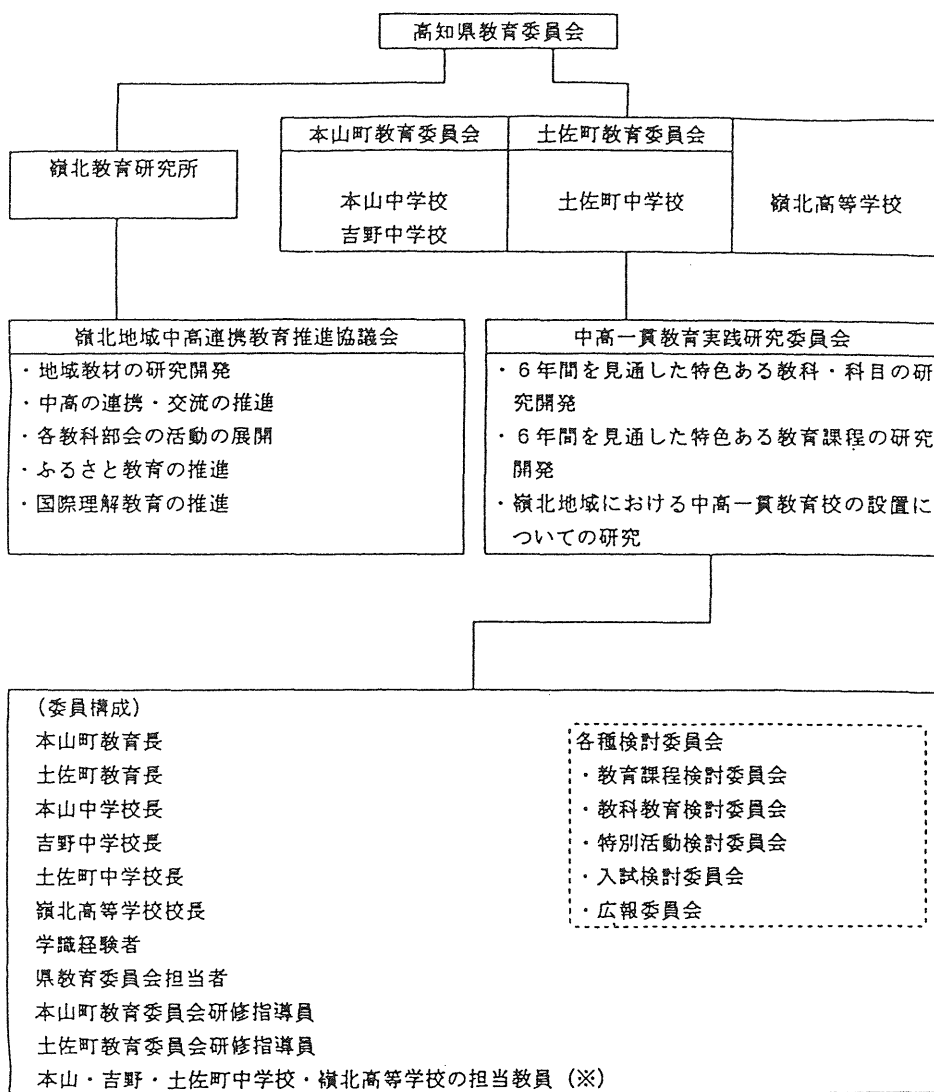 高知県教育委員会
嶺北教育研究所
本山町教育委員会
本山中学校
吉野中学校
土佐町教育委員会
土佐町中学校
嶺北高等学校
嶺北地域中高連携教育推進協議会
・地域教材の研究開発
・中高の連携・交流の推進
・各教科部会の活動の展開
・ふるさと教育の推進
・国際理解教育の推進
中高一貫教育実践研究委員会
・6年間を見通した特色ある教科・科目の研
究開発
・6年間を見通した特色ある教育課程の研究
開発
・嶺北地域における中高一貫教育校の設置に
ついての研究
(委員構成)
本山町教育長
土佐町教育長
本山中学校長
吉野中学校長
土佐町中学校長
嶺北高等学校校長
学識経験者
県教育委員会担当者
本山町教育委員会研修指導員
土佐町教育委員会研修指導員
本山・吉野・土佐町中学校・嶺北高等学校の担当教員(※)
各種検討委員会
・教育課程検討委員会
・教科教育検討委員会
・特別活動検討委員会
・入試検討委員会
・広報委員会